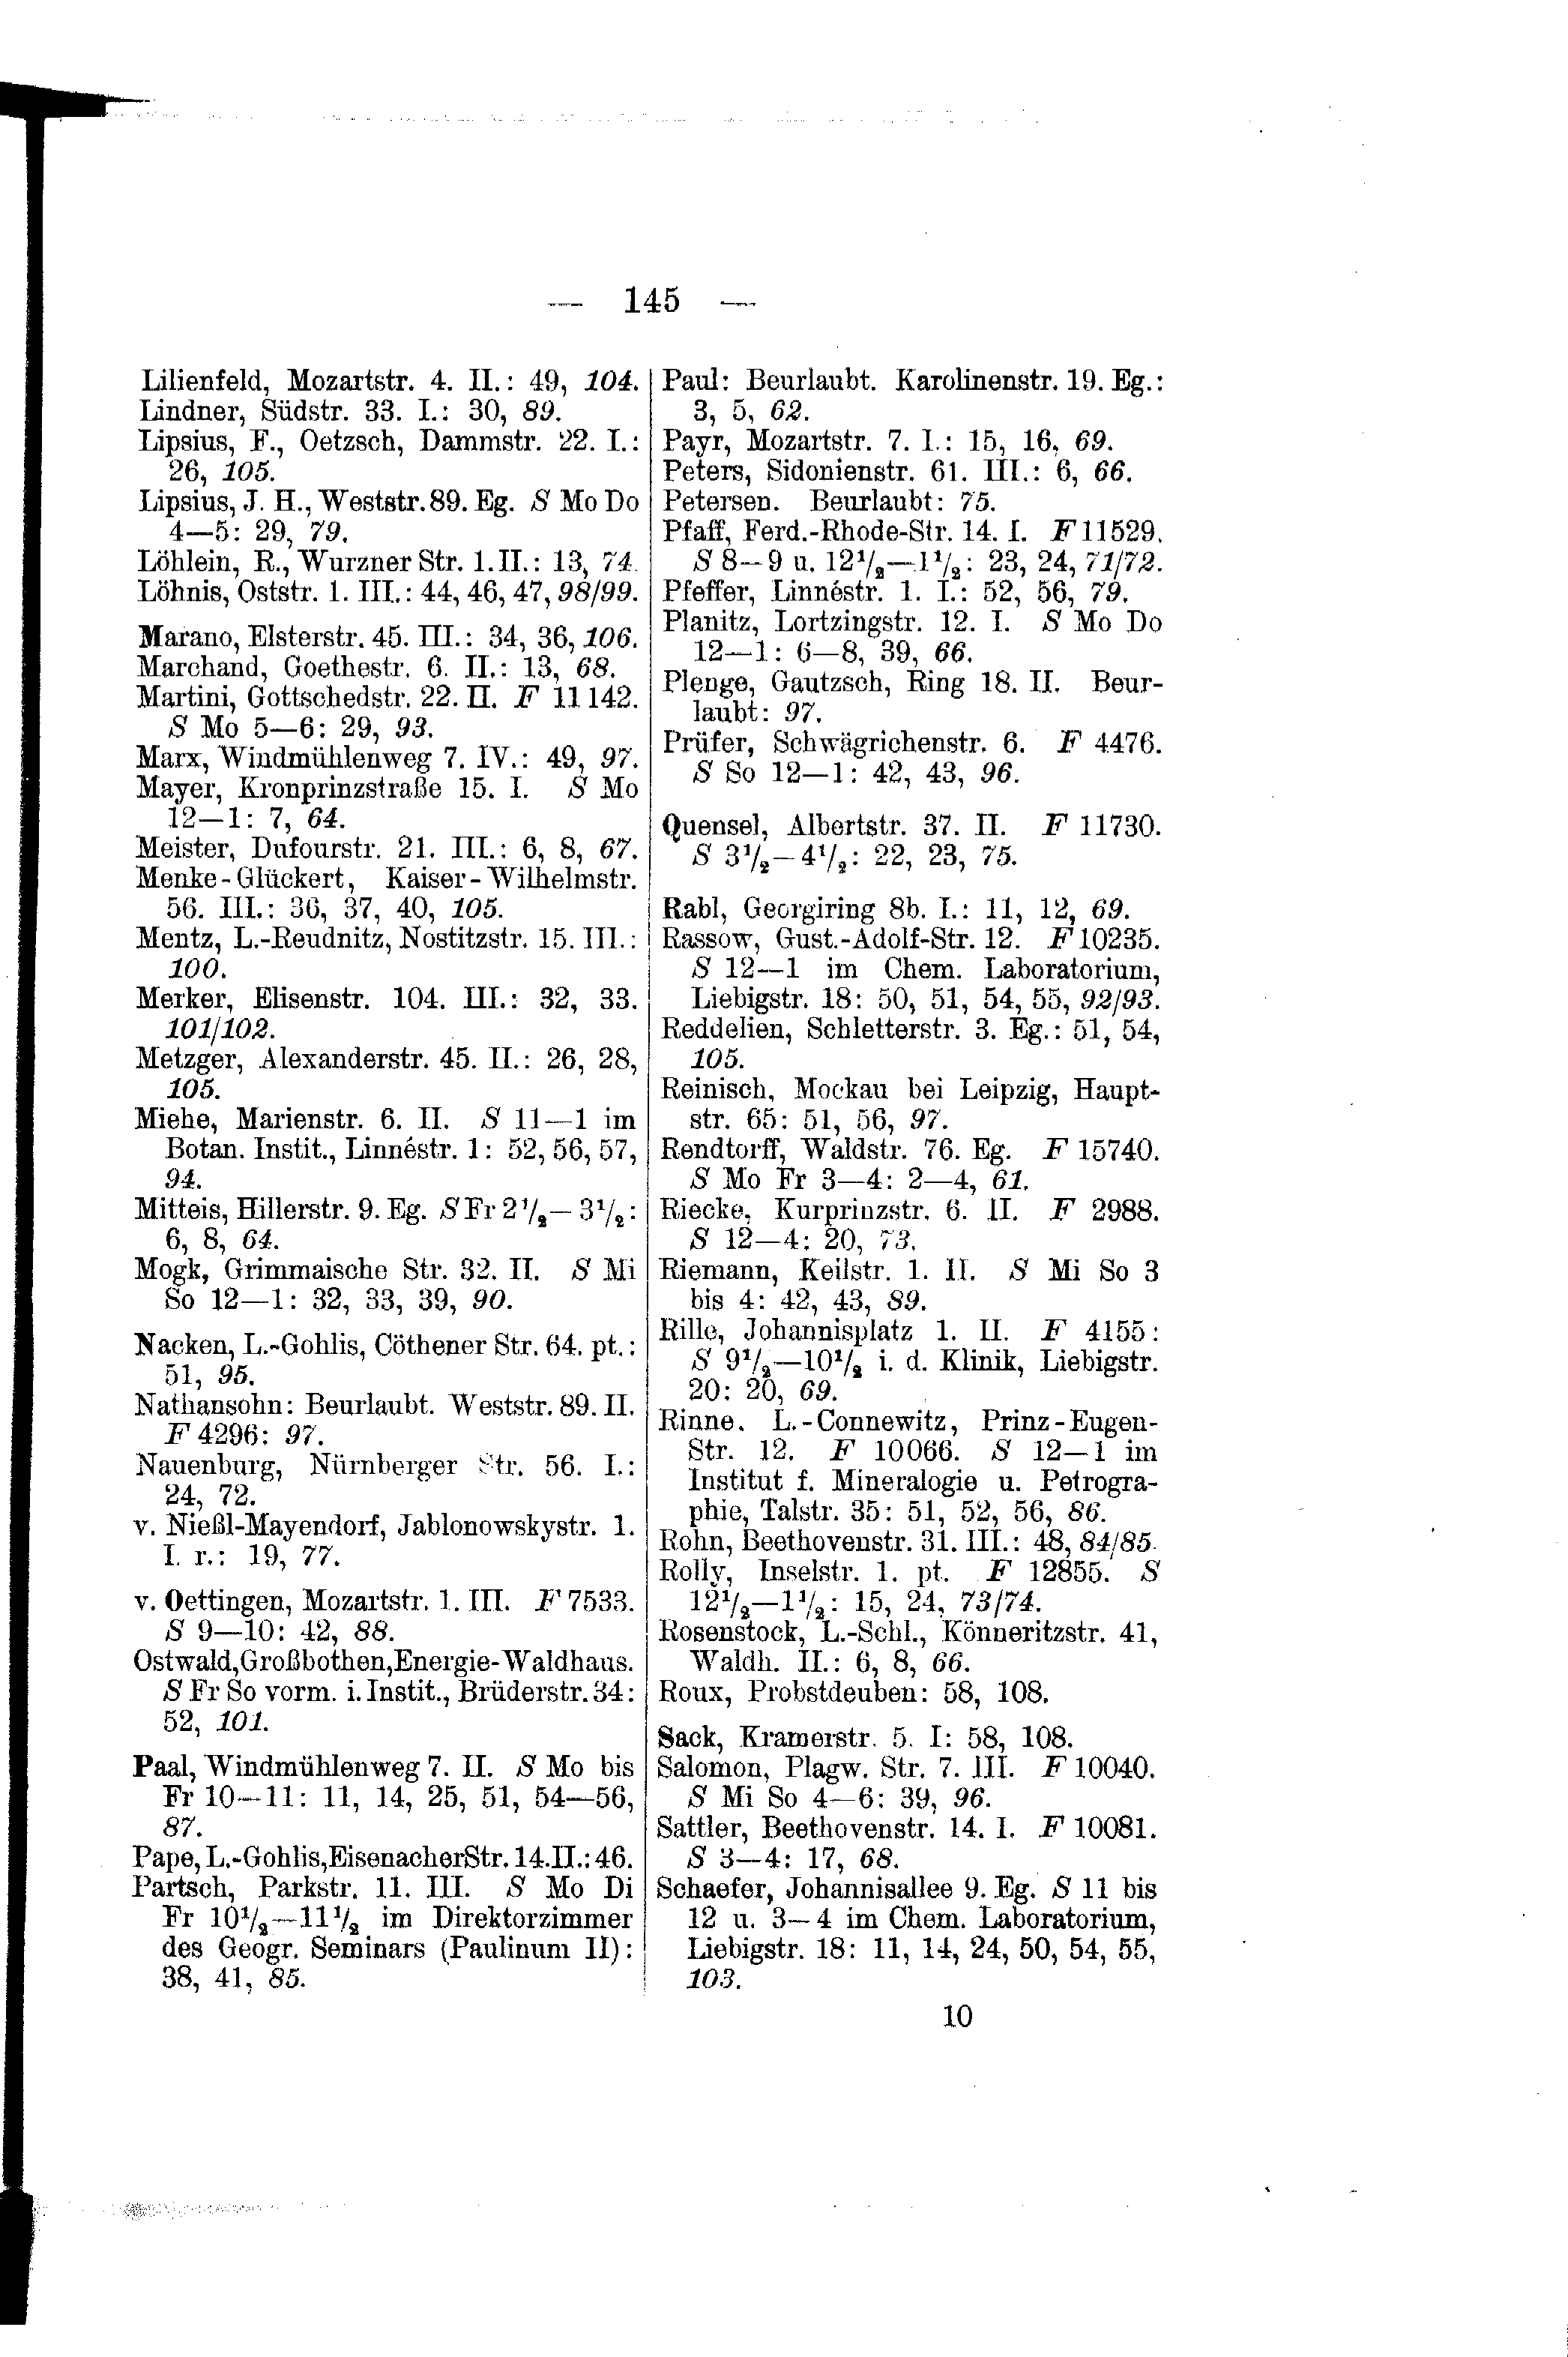 — 145 —
Lilienfeld, Mozartstr. 4. II.: 49, 104.
Lindner, Südstr. 33. I.: 30, 89.
Lipsius, F., Oetzsch, Dammstr. 22. I.:
26, 105.
Lipsius, J. H., Weststr. 89. Eg. S Mo Do
4—5: 29, 79.
Löhlein, R., Wurzner Str. 1. II.: 13, 74.
Löhnis, Oststr. 1. III.: 44, 46, 47, 98/99.
Marano, Elsterstr. 45. III.: 34, 36, 106.
Marchand, Goethestr. 6. II.: 13, 68.
Martini, Gottschedstr. 22. II. F 11142.
S Mo 5—6: 29, 93.
Marx, Windmühlenweg 7. IV.: 49, 97.
Mayer, Kronprinzstraße 15. I. S Mo
12—1: 7, 64.
Meister, Dufourstr. 21. III.: 6, 8, 67.
Menke-Glückert, Kaiser-Wilhelmstr.
56. III.: 36, 37, 40, 105.
Mentz, L.-Reudnitz, Nostitzstr. 15. III.:
100.
Merker, Elisenstr. 104. III.: 32, 33.
101/102.
Metzger, Alexanderstr. 45. II.: 26, 28,
105.
Miehe, Marienstr. 6. II. S 11—1 im
Botan. Instit., Linnéstr. 1: 52, 56, 57,
94.
Mitteis, Hillerstr. 9. Eg. S Fr 2 1/2—3 1/2:
6, 8, 64.
Mogk, Grimmaische Str. 32. II. S Mi
So 12—1: 32, 33, 39, 90.
Nacken, L.-Gohlis, Cöthener Str. 64. pt.:
51, 95.
Nathansohn: Beurlaubt. Weststr. 89. II.
F 4296: 97.
Nauenburg, Nürnberger Str. 56. I.:
24, 72.
v. Nießl-Mayendorf, Jablonowskystr. 1.
I. r.: 19, 77.
v. Oettingen, Mozartstr. 1. III. F 7533.
S 9—10: 42, 88.
Ostwald, Großbothen, Energie-Waldhaus.
S Fr So vorm. i. Instit., Brüderstr. 34:
52, 101.
Paal, Windmühlenweg 7. II. S Mo bis
Fr 10—11: 11, 14, 25, 51, 54—56,
87.
Pape, L.-Gohlis, Eisenacher Str. 14. II.: 46.
Partsch, Parkstr. 11. III. S Mo Di
Fr 10 1/2—11 1/2 im Direktorzimmer
des Geogr. Seminars (Paulinum II):
38, 41, 85.
Paul: Beurlaubt. Karolinenstr. 19. Eg.:
3, 5, 62.
Payr, Mozartstr. 7. I.: 15, 16, 69.
Peters, Sidonienstr. 61. III.: 6, 66.
Petersen. Beurlaubt: 75.
Pfaff, Ferd.-Rhode-Str. 14. I. F 11529.
S 8—9 u. 12 1/2—1 1/2: 23, 24, 71/72.
Pfeffer, Linnéstr. 1. I.: 52, 56, 79.
Planitz, Lortzingstr. 12. I. S Mo Do
12—1: 6—8, 39, 66.
Plenge, Gautzsch, Ring 18. II. Beur-
laubt: 97.
Prüfer, Schwägrichenstr. 6. F 4476.
S So 12—1: 42, 43, 96.
Quensel, Albertstr. 37. II. F 11730.
S 3 1/2—4 1/2: 22, 23, 75.
Rabl, Georgiring 8b. I.: 11, 12, 69.
Rassow, Gust.-Adolf-Str. 12. F 10235.
S 12—1 im Chem. Laboratorium,
Liebigstr. 18: 50, 51, 54, 55, 92/93.
Reddelien, Schletterstr. 3. Eg.: 51, 54,
105.
Reinisch, Mockau bei Leipzig, Haupt-
str. 65: 51, 56, 97.
Rendtorff, Waldstr. 76. Eg. F 15740.
S Mo Fr 3—4: 2—4, 61.
Riecke, Kurprinzstr. 6. II. F 2988.
S 12—4: 20, 73.
Riemann, Keilstr. 1. II. S Mi So 3
bis 4: 42, 43, 89.
Rille, Johannisplatz 1. II. F 4155:
S 9 1/2—10 1/2 i. d. Klinik, Liebigstr.
20: 20, 69.
Rinne. L.-Connewitz, Prinz-Eugen-
Str. 12. F 10066. S 12—1 im
Institut f. Mineralogie u. Petrogra-
phie, Talstr. 35: 51, 52, 56, 86.
Rohn, Beethovenstr. 31. III.: 48, 84/85.
Rolly, Inselstr. 1. pt. F 12855. S
12 1/2—1 1/2: 15, 24, 73/74.
Rosenstock, L.-Schl., Könneritzstr. 41,
Waldh. II.: 6, 8, 66.
Roux, Probstdeuben: 58, 108.
Sack, Kramerstr. 5. I: 58, 108.
Salomon, Plagw. Str. 7. III. F 10040.
S Mi So 4—6: 39, 96.
Sattler, Beethovenstr. 14. I. F 10081.
S 3—4: 17, 68.
Schaefer, Johannisallee 9. Eg. S 11 bis
12 u. 3—4 im Chem. Laboratorium,
Liebigstr. 18: 11, 14, 24, 50, 54, 55,
103.
10